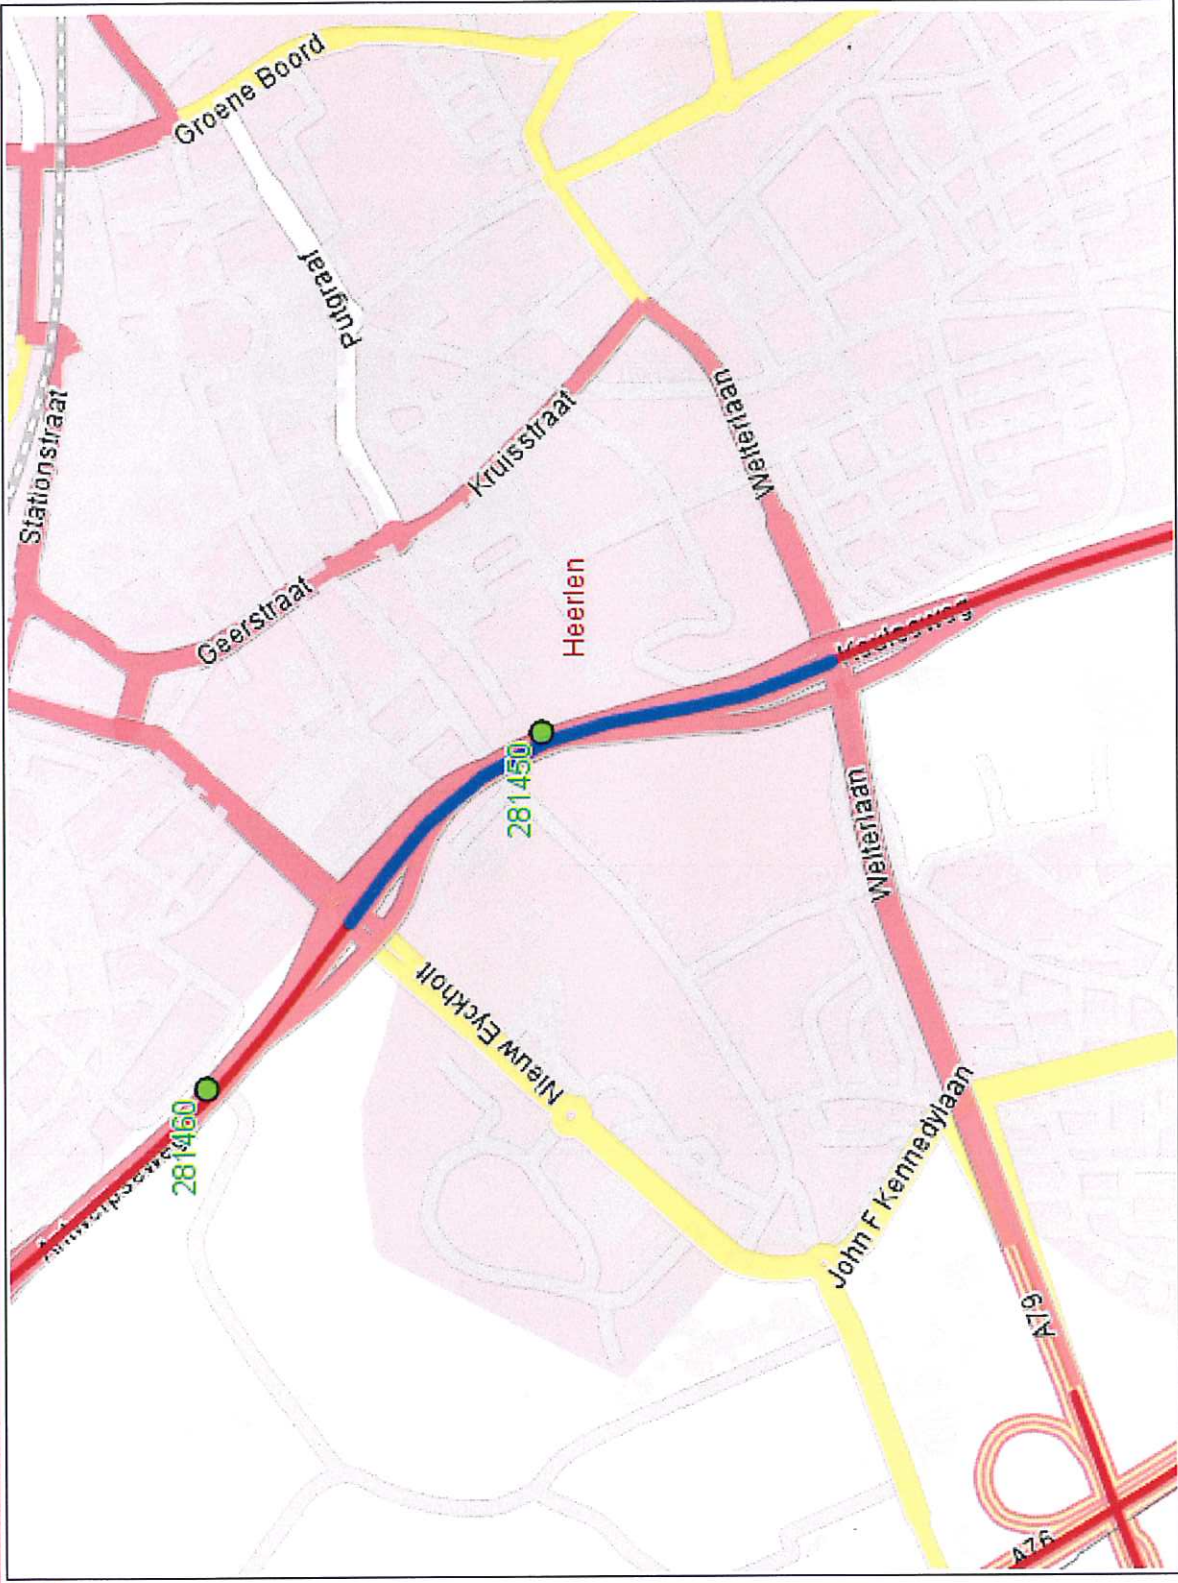 Groene Boord
Putgraaf
Stationstraat
Kruisstraat
Welterlaan
Geerstraat
Heerlen
281450
Welterlaan
Nieuw Eyckholt
281460
John F Kennedylaan
A79
A76